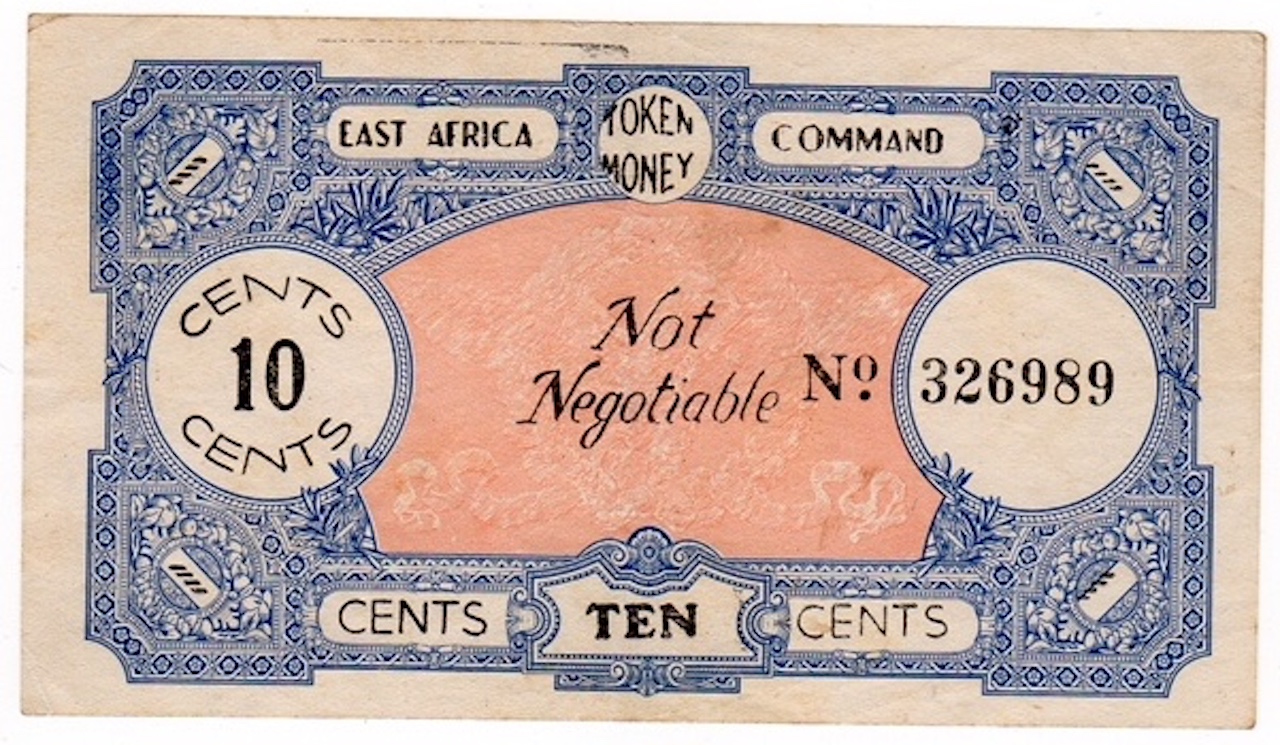 EAST AFRICA
TOKEN
MONEY
COMMAND
CENTS
10
CENTS
Not
Negotiable
Nº 326989
CENTS
TEN
CENTS